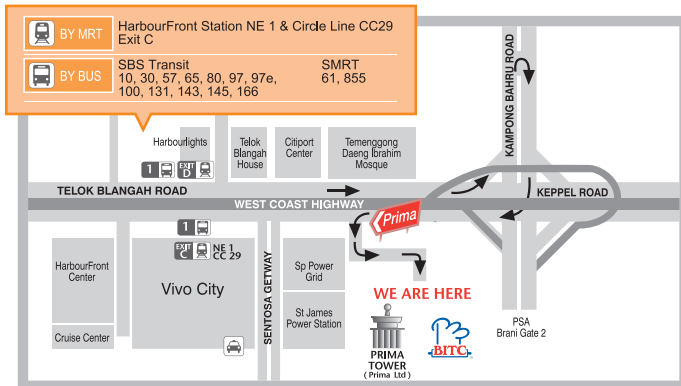 BY MRT
HarbourFront Station NE 1 & Circle Line CC29
Exit C
BY BUS
SBS Transit
10, 30, 57, 65, 80, 97, 97e,
100, 131, 143, 145, 166
SMRT
61, 855
KAMPONG BAHRU ROAD
Harbourlights
1
EXIT
D
Telok
Blangah
House
Citiport
Center
Temenggong
Daeng Ibrahim
Mosque
TELOK BLANGAH ROAD
KEPPEL ROAD
WEST COAST HIGHWAY
Prima
1
EXIT
C
NE 1
CC 29
HarbourFront
Center
Vivo City
Cruise Center
SENTOSA GETWAY
Sp Power
Grid
St James
Power Station
WE ARE HERE
PRIMA
TOWER
( Prima Ltd )
BITC
PSA
Brani Gate 2